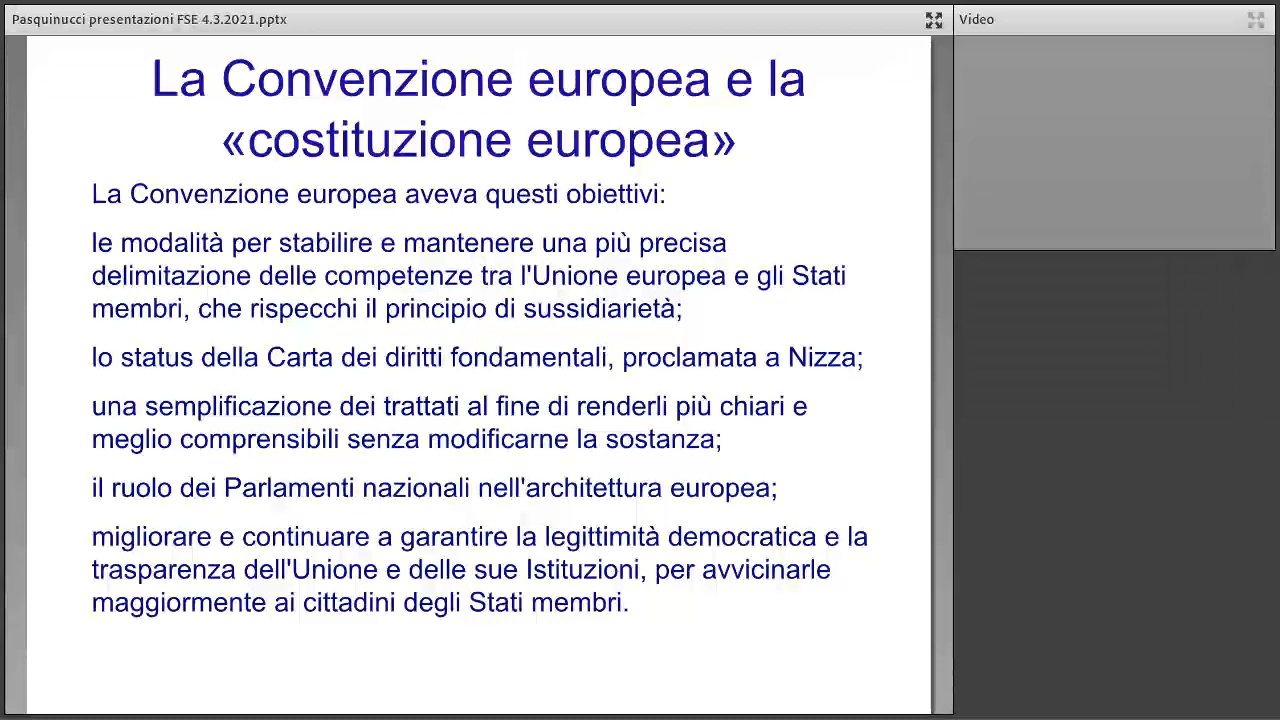 Pasquinucci presentazioni FSE 4.3.2021.pptx
Video
La Convenzione europea e la
«costituzione europea»
La Convenzione europea aveva questi obiettivi:
le modalità per stabilire e mantenere una più precisa
delimitazione delle competenze tra l'Unione europea e gli Stati
membri, che rispecchi il principio di sussidiarietà;
lo status della Carta dei diritti fondamentali, proclamata a Nizza;
una semplificazione dei trattati al fine di renderli più chiari e
meglio comprensibili senza modificarne la sostanza;
il ruolo dei Parlamenti nazionali nell'architettura europea;
migliorare e continuare a garantire la legittimità democratica e la
trasparenza dell'Unione e delle sue Istituzioni, per avvicinarle
maggiormente ai cittadini degli Stati membri.